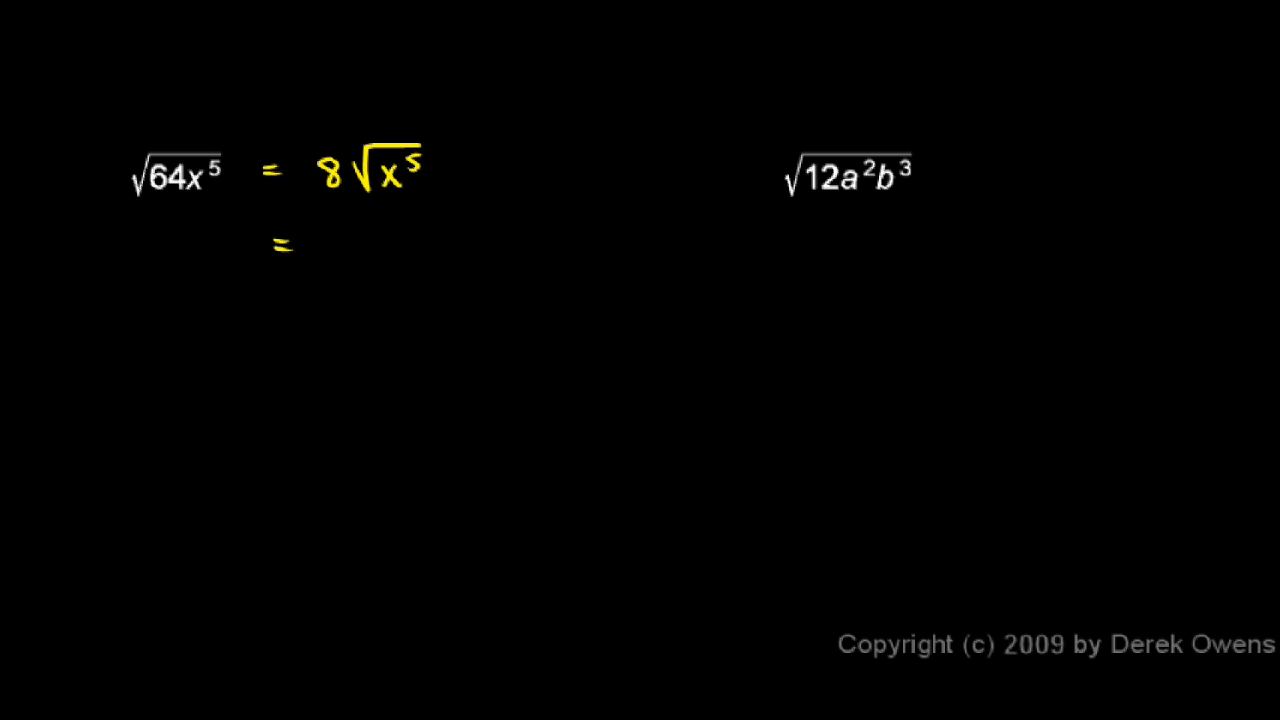 √64x⁵ = 8√x⁵
=
√12a²b³
Copyright (c) 2009 by Derek Owens